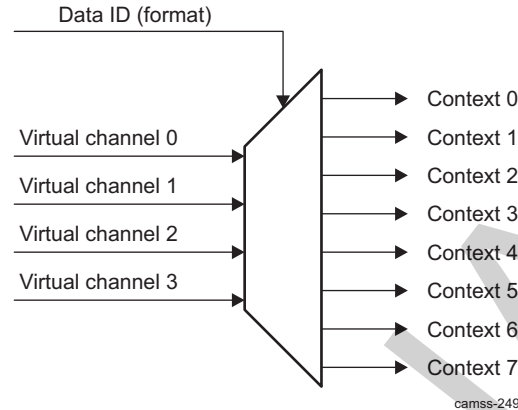 Data ID (format)
Virtual channel 0
Virtual channel 1
Virtual channel 2
Virtual channel 3
Context 0
Context 1
Context 2
Context 3
Context 4
Context 5
Context 6
Context 7
camss-249